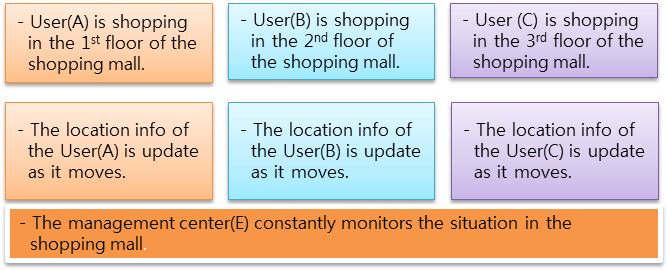 - User(A) is shopping
in the 1st floor of the
shopping mall.
- User(B) is shopping
in the 2nd floor of
the shopping mall.
- User (C) is shopping
in the 3rd floor of the
shopping mall.
- The location info of
the User(A) is update
as it moves.
- The location info of
the User(B) is update
as it moves.
- The location info of
the User(C) is update
as it moves.
- The management center(E) constantly monitors the situation in the
shopping mall.